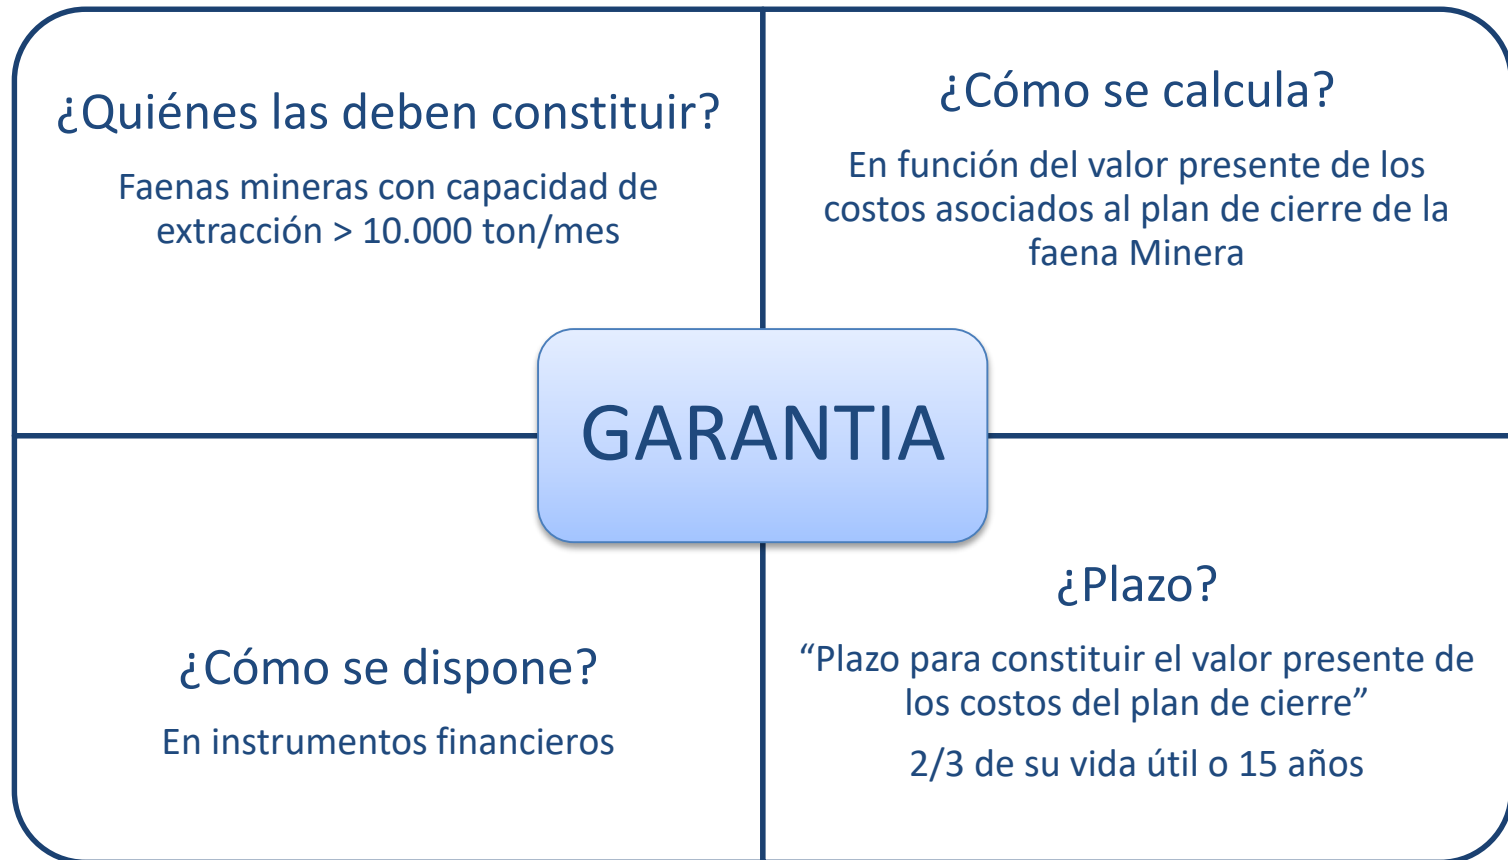 ¿Quiénes las deben constituir?
Faenas mineras con capacidad de
extracción > 10.000 ton/mes
¿Cómo se calcula?
En función del valor presente de los
costos asociados al plan de cierre de la
faena Minera
GARANTIA
¿Cómo se dispone?
En instrumentos financieros
¿Plazo?
“Plazo para constituir el valor presente de
los costos del plan de cierre”
2/3 de su vida útil o 15 años